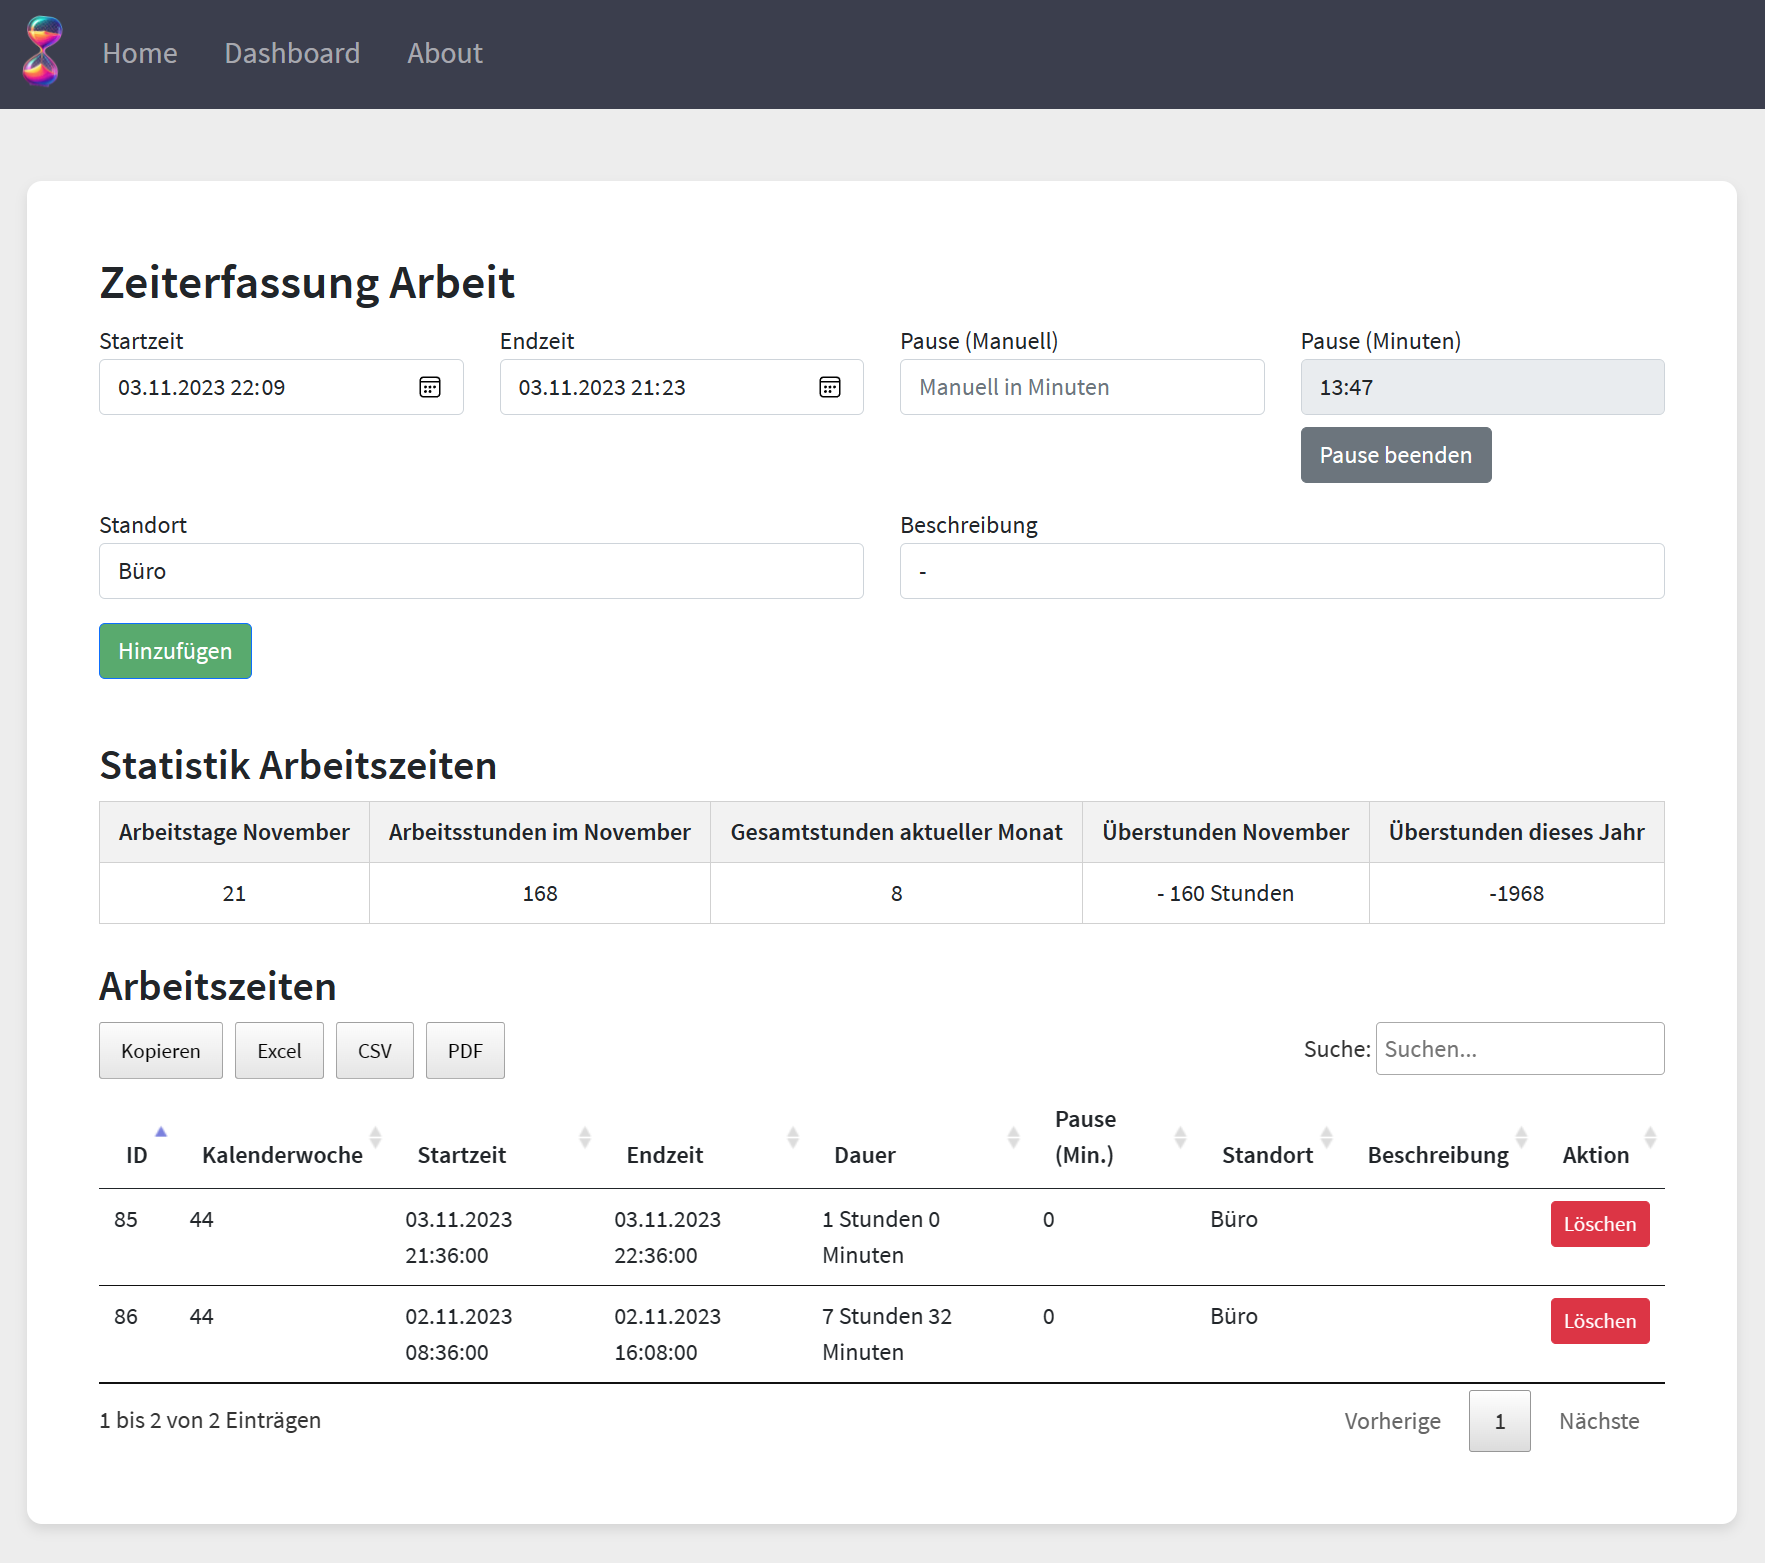 Home Dashboard About
Zeiterfassung Arbeit
Startzeit Endzeit Pause (Manuell) Pause (Minuten)
03.11.2023 22:09 03.11.2023 21:23 Manuell in Minuten 13:47
Pause beenden
Standort Beschreibung
Büro -
Hinzufügen
Statistik Arbeitszeiten
Arbeitstage November Arbeitsstunden im November Gesamtstunden aktueller Monat Überstunden November Überstunden dieses Jahr
21 168 8 - 160 Stunden -1968
Arbeitszeiten
Kopieren Excel CSV PDF Suche: Suchen...
ID Kalenderwoche Startzeit Endzeit Dauer Pause (Min.) Standort Beschreibung Aktion
85 44 03.11.2023 21:36:00 03.11.2023 22:36:00 1 Stunden 0 Minuten 0 Büro Löschen
86 44 02.11.2023 08:36:00 02.11.2023 16:08:00 7 Stunden 32 Minuten 0 Büro Löschen
1 bis 2 von 2 Einträgen Vorherige 1 Nächste